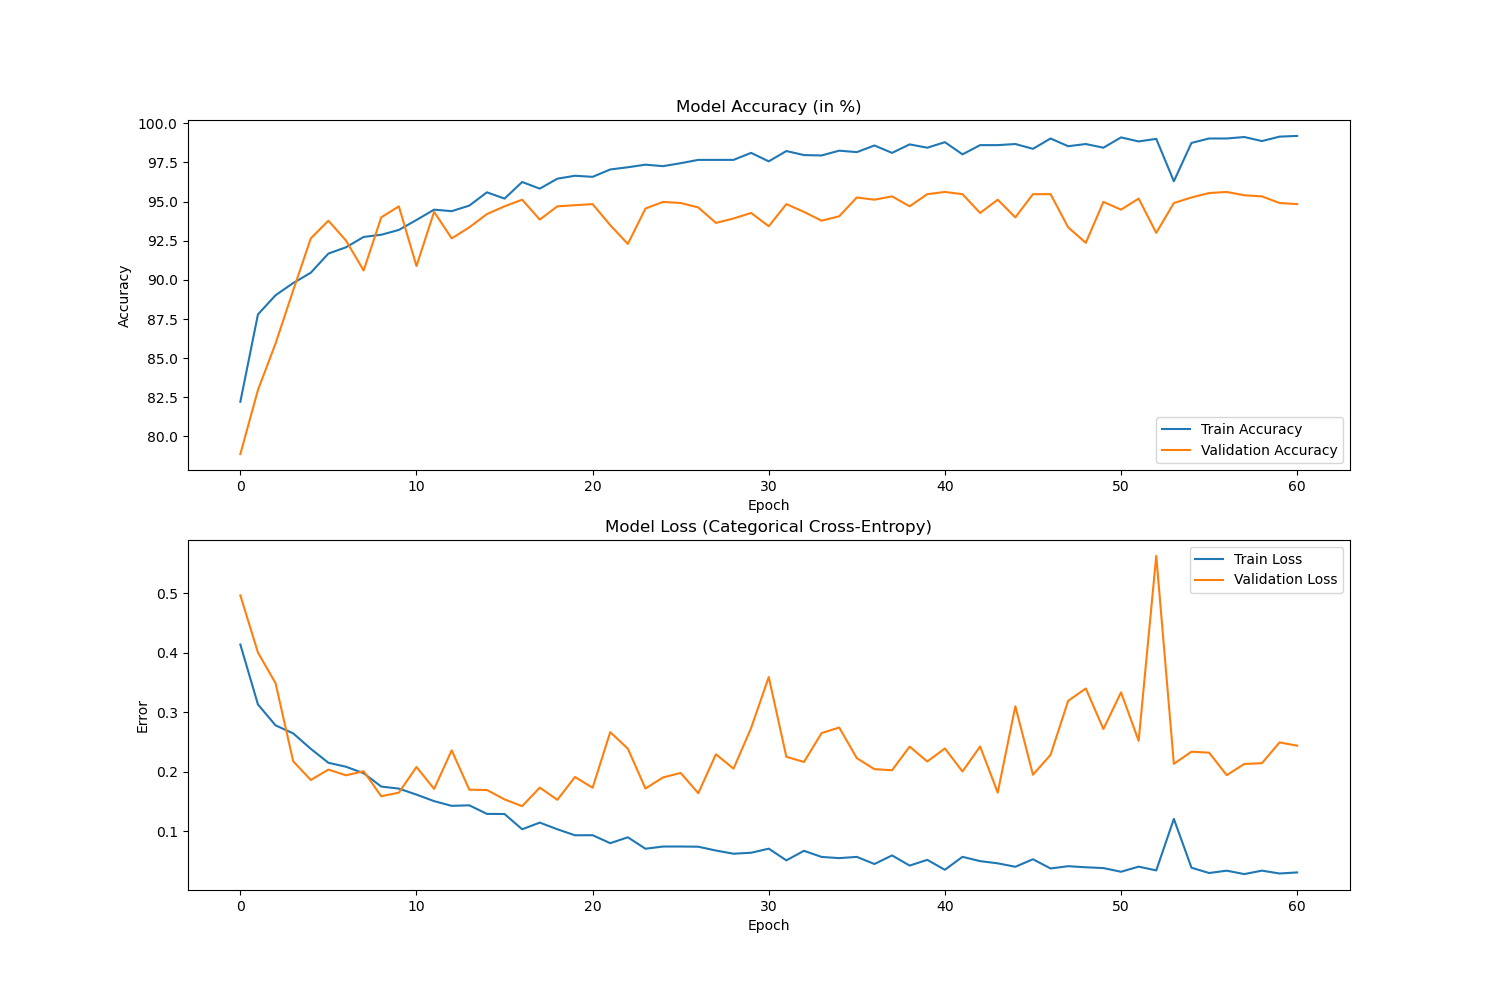 Model Accuracy (in %)
100.0
97.5
95.0
92.5
90.0
87.5
85.0
82.5
80.0
Accuracy
Train Accuracy
Validation Accuracy
0 10 20 30 40 50 60
Epoch
Model Loss (Categorical Cross-Entropy)
Train Loss
Validation Loss
0.5
0.4
0.3
0.2
0.1
Error
0 10 20 30 40 50 60
Epoch